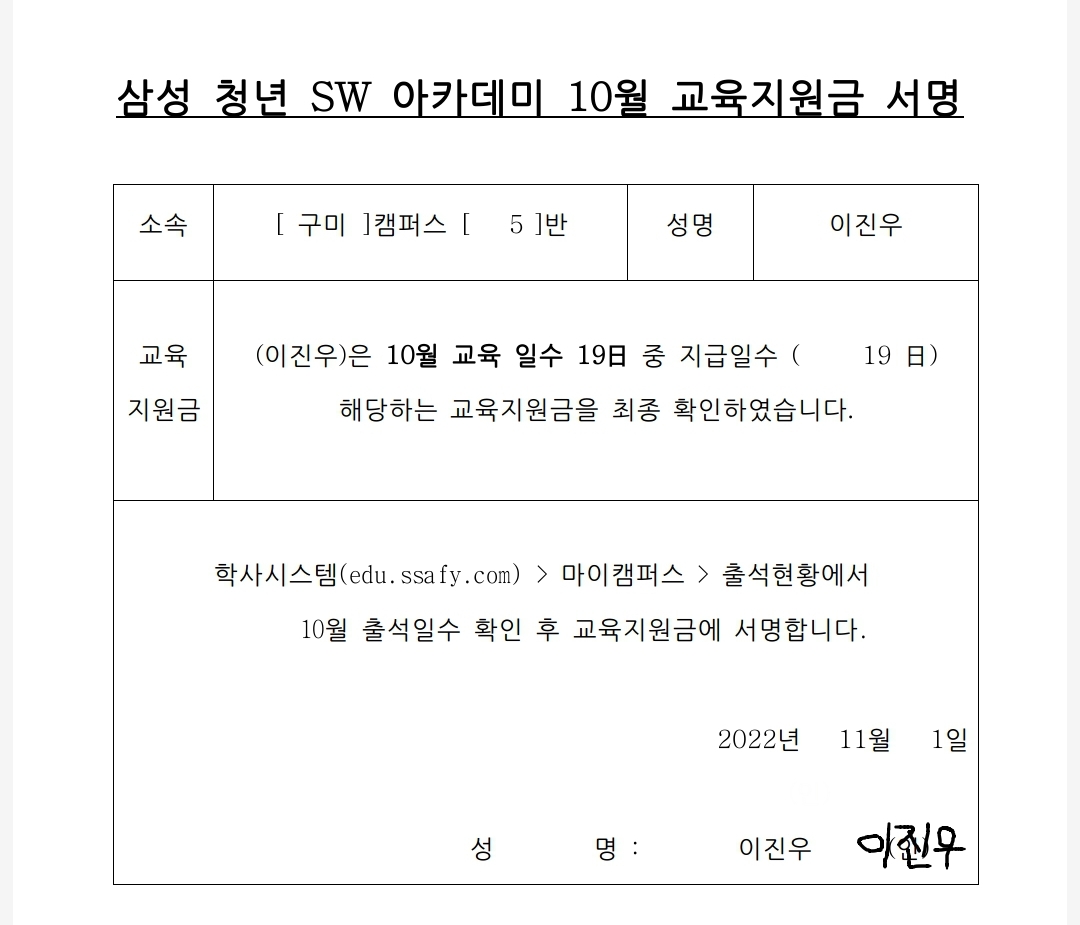 삼성 청년 SW 아카데미 10월 교육지원금 서명
소속 [ 구미 ]캠퍼스 [ 5 ]반 성명 이진우
교육 지원금
(이진우)은 10월 교육 일수 19日 중 지급일수 ( 19 日)
해당하는 교육지원금을 최종 확인하였습니다.
학사시스템(edu.ssafy.com) > 마이캠퍼스 > 출석현황에서
10월 출석일수 확인 후 교육지원금에 서명합니다.
2022년 11월 1일
성 명 : 이진우 (인) 이진우